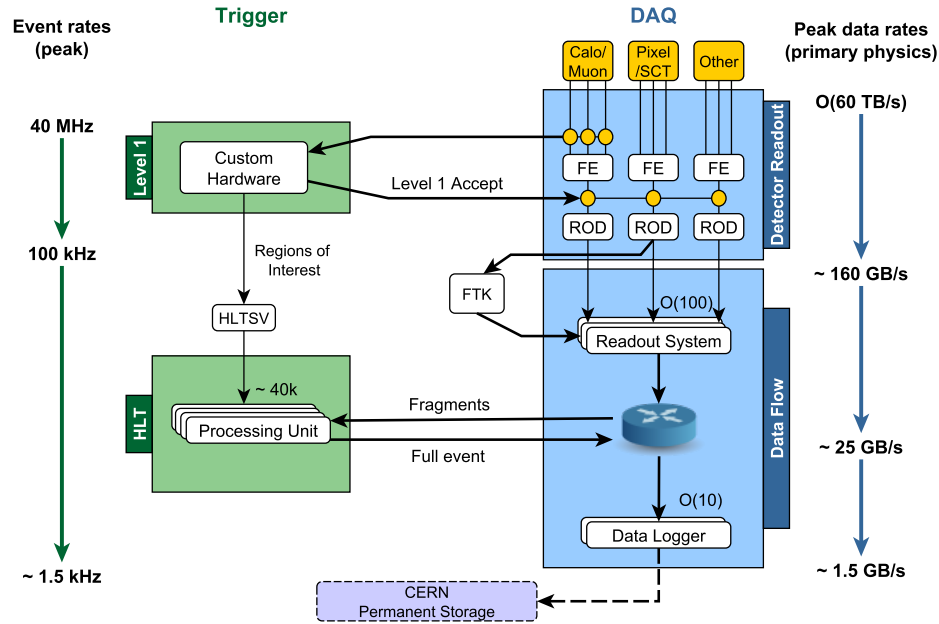 Trigger
DAQ
Event rates
(peak)
Peak data rates
(primary physics)
Calo/
Muon
Pixel
/SCT
Other
O(60 TB/s)
40 MHz
Level 1
Custom
Hardware
FE
FE
FE
Detector Readout
Level 1 Accept
ROD
ROD
ROD
100 kHz
Regions of
Interest
~ 160 GB/s
FTK
O(100)
HLTSV
Readout System
~ 40k
HLT
Processing Unit
Fragments
Full event
Data Flow
~ 25 GB/s
O(10)
Data Logger
~ 1.5 kHz
~ 1.5 GB/s
CERN
Permanent Storage